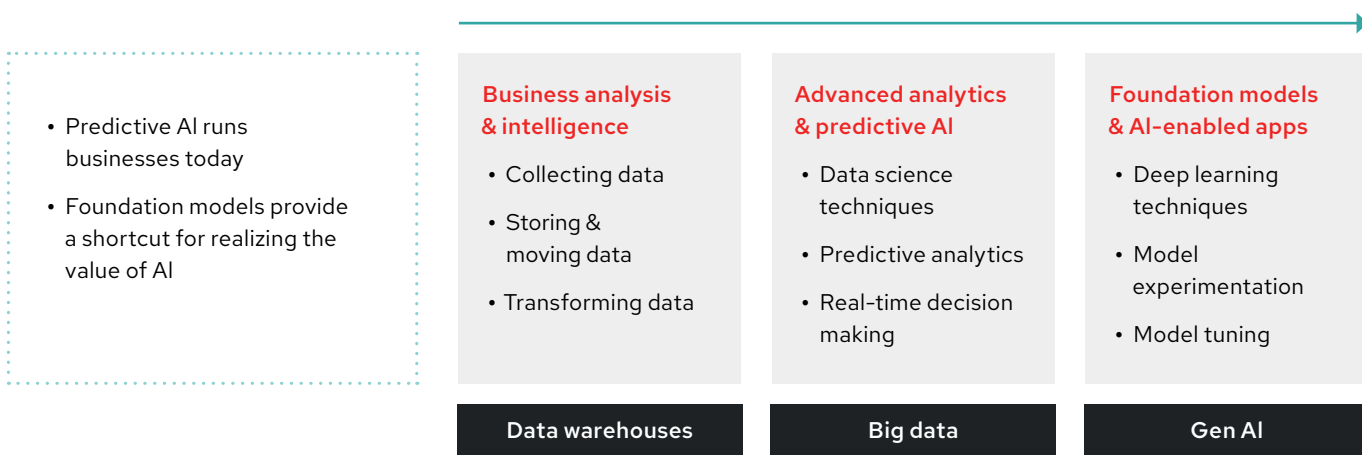 • Predictive AI runs
businesses today
• Foundation models provide
a shortcut for realizing the
value of AI
Business analysis
& intelligence
• Collecting data
• Storing &
moving data
• Transforming data
Data warehouses
Advanced analytics
& predictive AI
• Data science
techniques
• Predictive analytics
• Real-time decision
making
Big data
Foundation models
& AI-enabled apps
• Deep learning
techniques
• Model
experimentation
• Model tuning
Gen AI